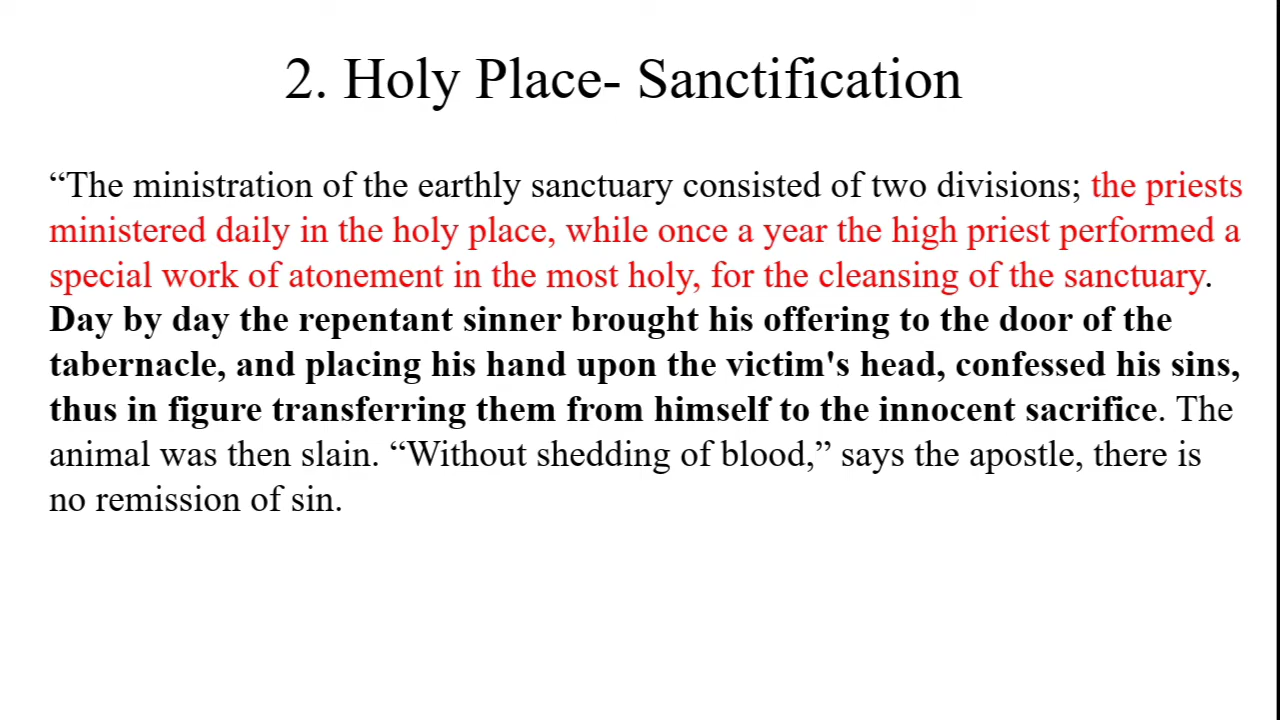 2. Holy Place- Sanctification
“The ministration of the earthly sanctuary consisted of two divisions; the priests
ministered daily in the holy place, while once a year the high priest performed a
special work of atonement in the most holy, for the cleansing of the sanctuary.
Day by day the repentant sinner brought his offering to the door of the
tabernacle, and placing his hand upon the victim's head, confessed his sins,
thus in figure transferring them from himself to the innocent sacrifice. The
animal was then slain. “Without shedding of blood,” says the apostle, there is
no remission of sin.